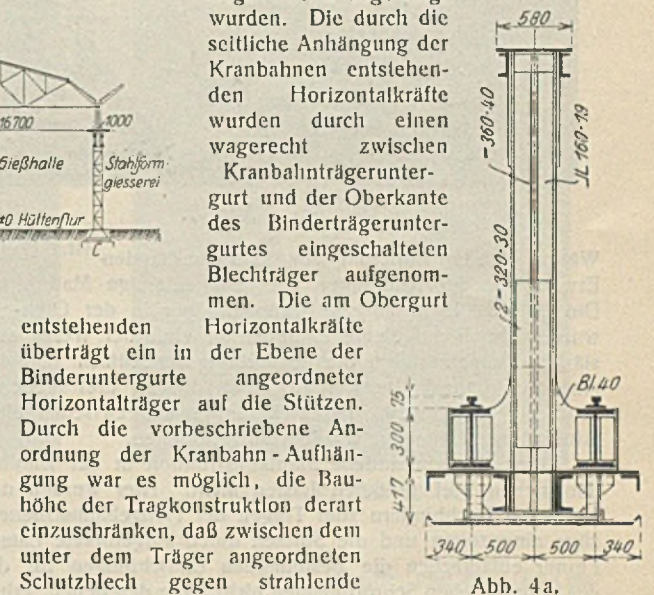 wurden. Die durch die
seitliche Anhängung der
Kranbahnen entstehen-
den Horizontalkräfte
wurden durch einen
wagerecht zwischen
Kranbahnträgerunter-
gurt und der Oberkante
des Binderträgerunter-
gurtes eingeschalteten
Blechträger aufgenom-
men. Die am Obergurt
entstehenden Horizontalkräfte
überträgt ein in der Ebene der
Binderuntergurte angeordneter
Horizontalträger auf die Stützen.
Durch die vorbeschriebene An-
ordnung der Kranbahn-Aufhän-
gung war es möglich, die Bau-
höhe der Tragkonstruktion derart
einzuschränken, daß zwischen dem
unter dem Träger angeordneten
Schutzblech gegen strahlende
16700
1000
Gießhalle
Stahlform-
giesserei
±0 Hüttenflur
C
580
-360·40
JL 160·19
2-320·30
Bl.40
75
300
417
340 500 500 340
Abb. 4a.